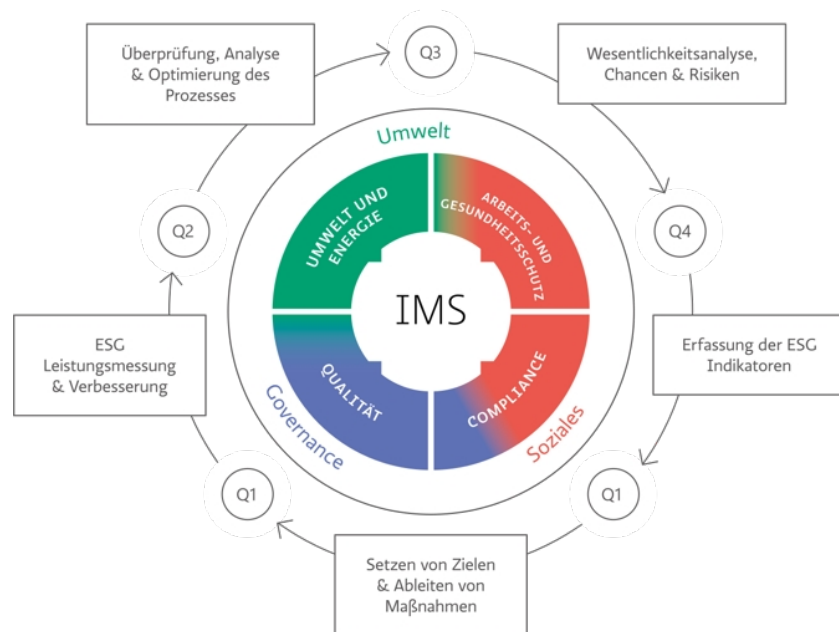 Überprüfung, Analyse
& Optimierung des
Prozesses
Q3
Wesentlichkeitsanalyse,
Chancen & Risiken
Umwelt
UMWELT UND
ENERGIE
ARBEITS- UND
GESUNDHEITSSCHUTZ
Q2
Q4
IMS
ESG
Leistungsmessung
& Verbesserung
Erfassung der ESG
Indikatoren
QUALITÄT
COMPLIANCE
Governance
Soziales
Q1
Q1
Setzen von Zielen
& Ableiten von
Maßnahmen